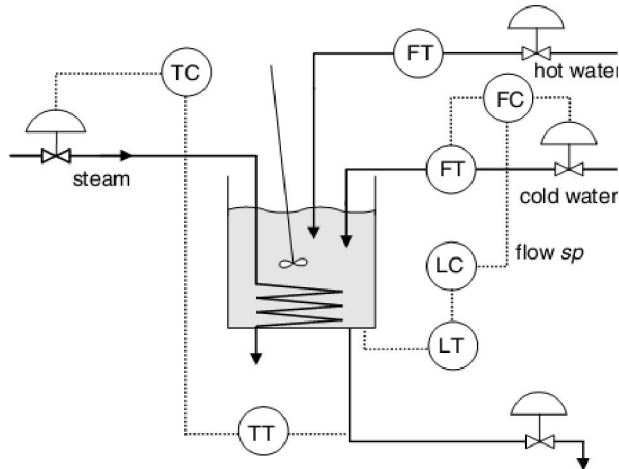 FT
TC
hot water
FC
FT
steam
cold water
flow sp
LC
LT
TT